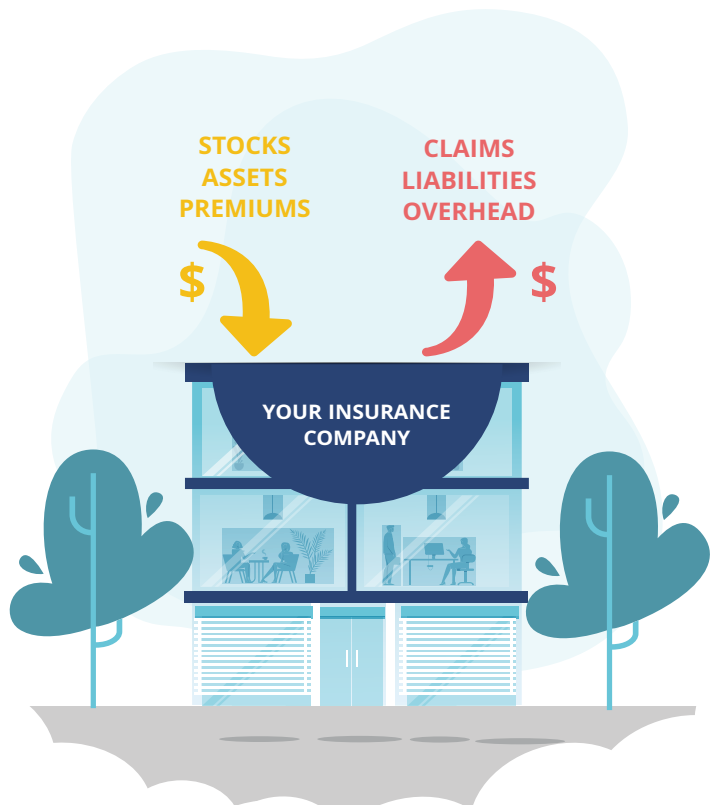 STOCKS
ASSETS
PREMIUMS
$
CLAIMS
LIABILITIES
OVERHEAD
$
YOUR INSURANCE
COMPANY